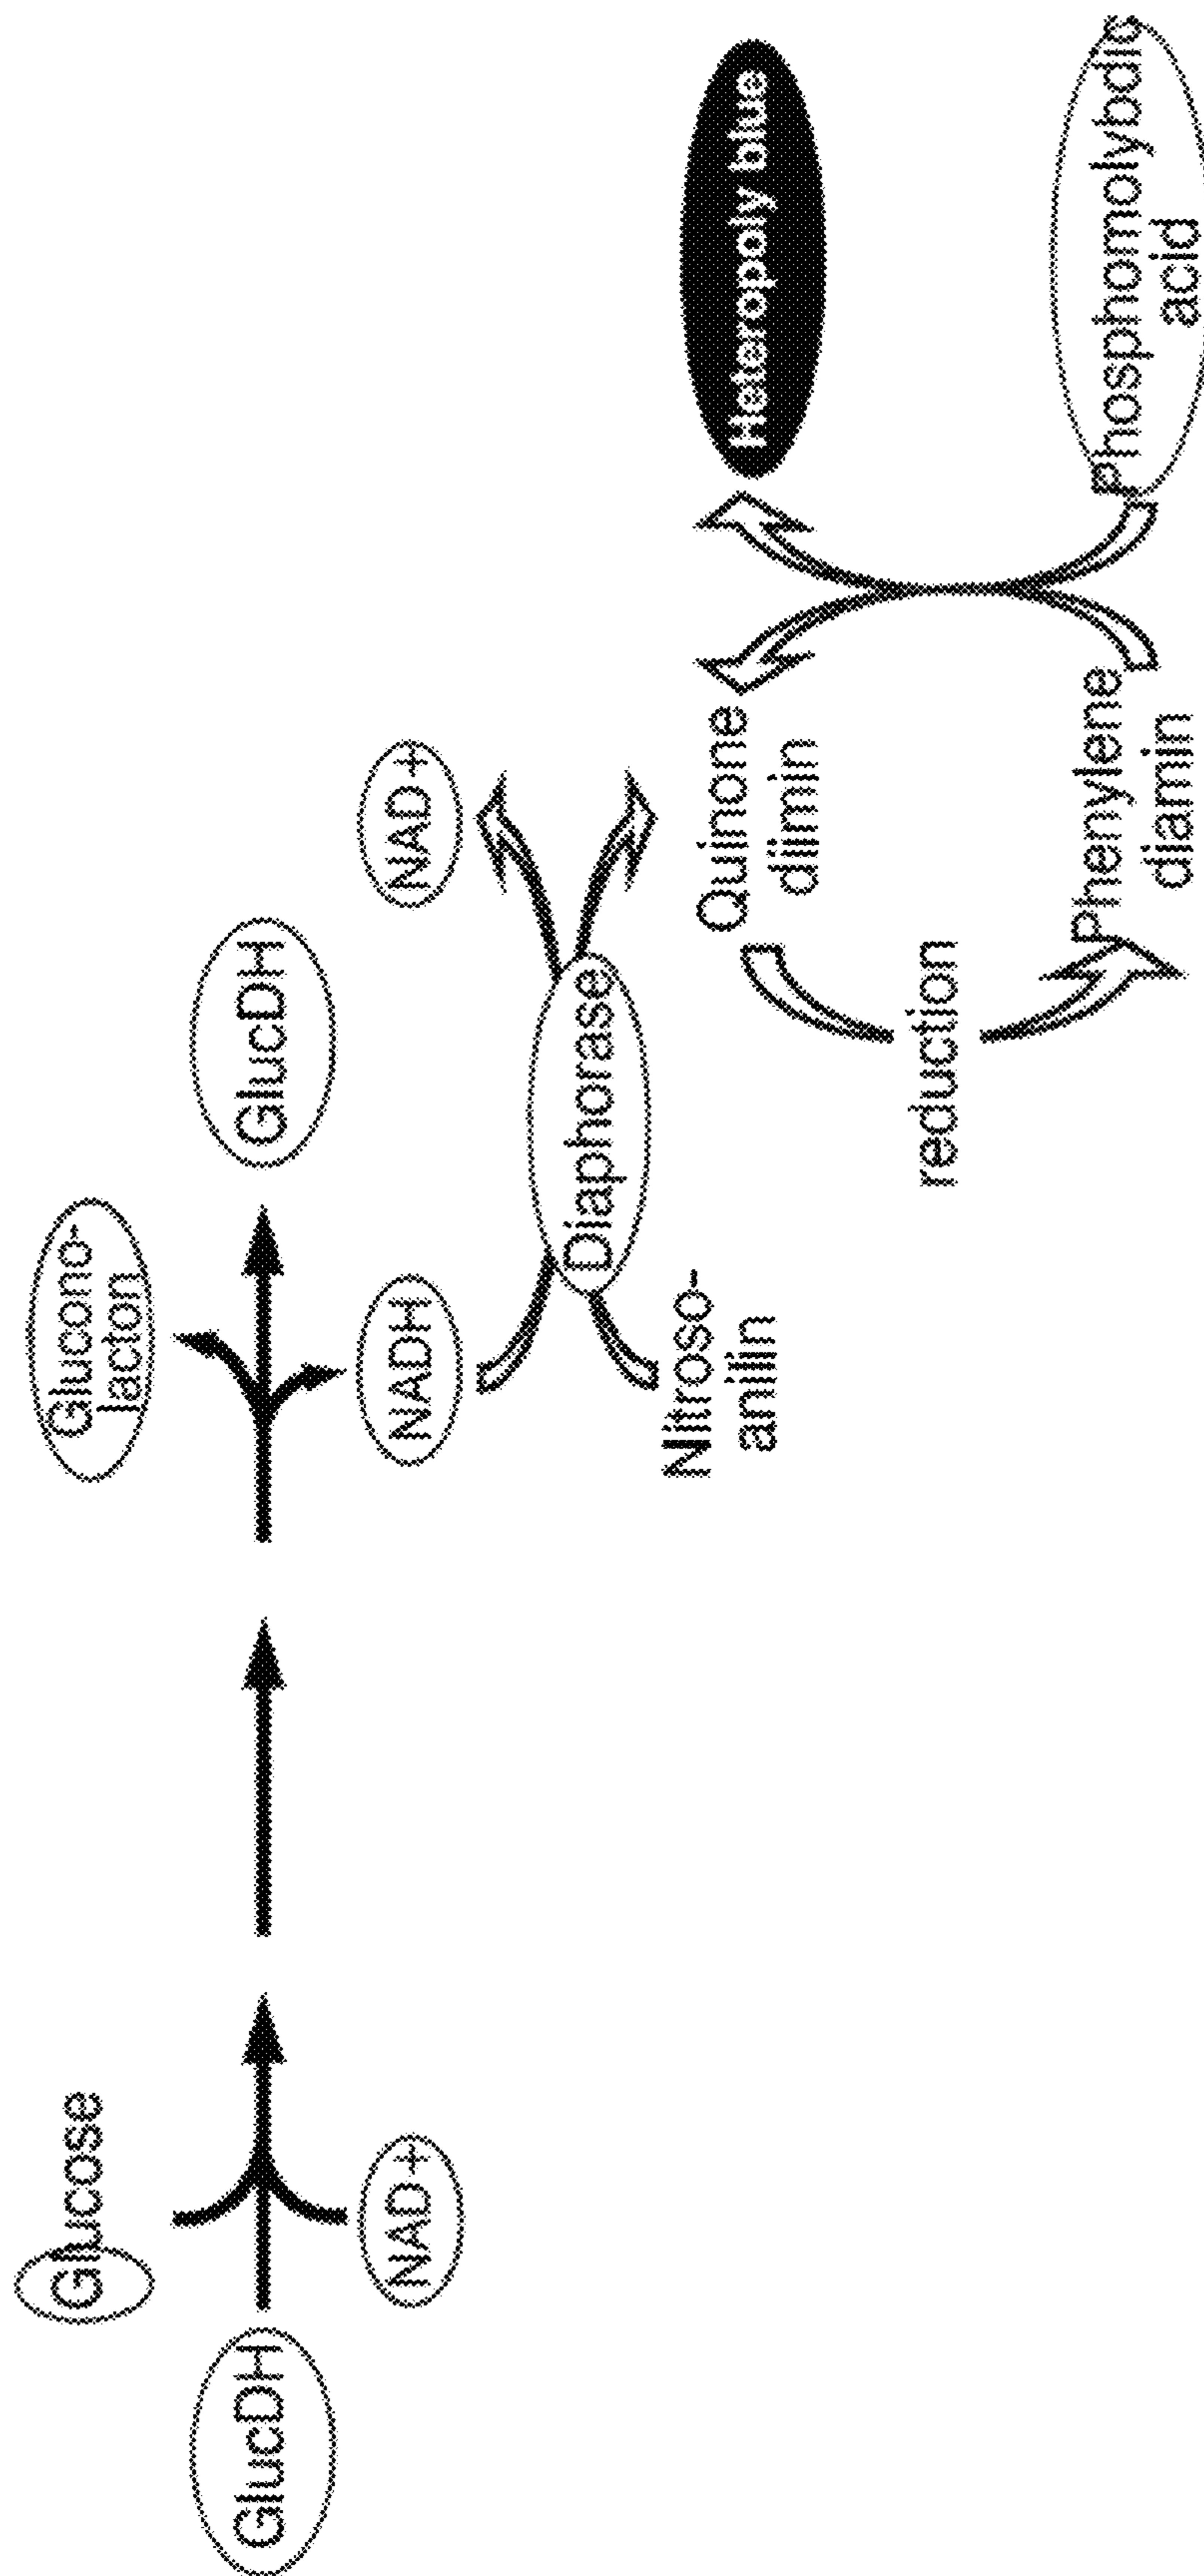 Glucose
GlucDH
NAD+
Glucono-
lacton
GlucDH
NADH
NAD+
Diaphorase
Nitroso-
anilin
Quinone
diimin
Heteropoly blue
reduction
Phenylene
diamin
Phosphomolybdic
acid